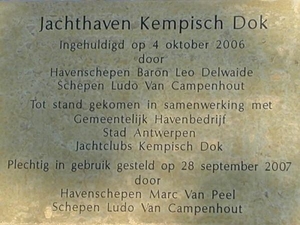 Jachthaven Kempisch Dok
Ingehuldigd op 4 oktober 2006
door
Havenschepen Baron Leo Delwaide
Schepen Ludo Van Campenhout
Tot stand gekomen in samenwerking met
Gemeentelijk Havenbedrijf
Stad Antwerpen
Jachtclubs Kempisch Dok
Plechtig in gebruik gesteld op 28 september 2007
door
Havenschepen Marc Van Peel
Schepen Ludo Van Campenhout